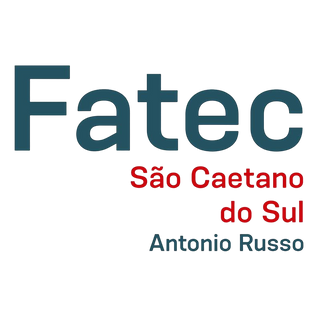 Fatec
São Caetano
do Sul
Antonio Russo